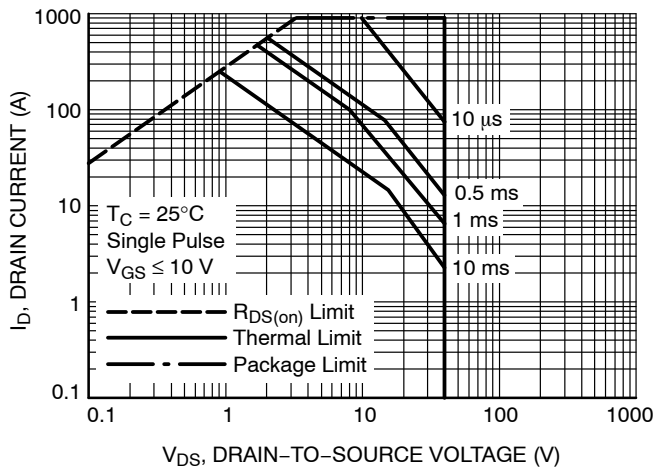 1000
100
10
1
0.1
I_D, DRAIN CURRENT (A)
10 µs
0.5 ms
1 ms
10 ms
T_C = 25°C
Single Pulse
V_GS ≤ 10 V
R_DS(on) Limit
Thermal Limit
Package Limit
0.1
1
10
100
1000
V_DS, DRAIN−TO−SOURCE VOLTAGE (V)